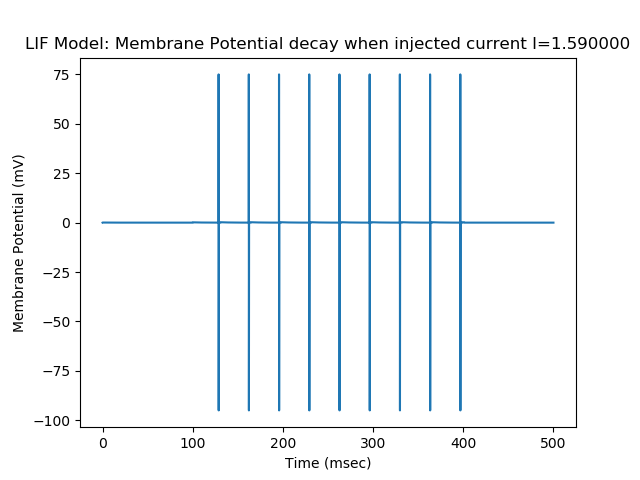 LIF Model: Membrane Potential decay when injected current I=1.590000
75
50
25
0
−25
−50
−75
−100
Membrane Potential (mV)
0 100 200 300 400 500
Time (msec)